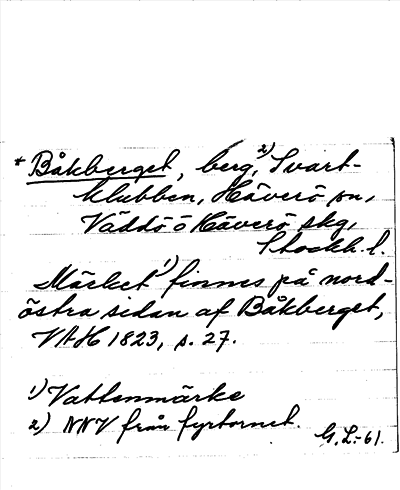 * Båkberget, berg,²⁾ Svart-
klubben, Häverö sn,
Väddö o Häverö skg,
Stockh. l.
Märket¹⁾ finnes på nord-
östra sidan af Båkberget,
VAH 1823, s. 27.
1) Vattenmärke
2) NNV från fyrtornet.
G.L.-61.